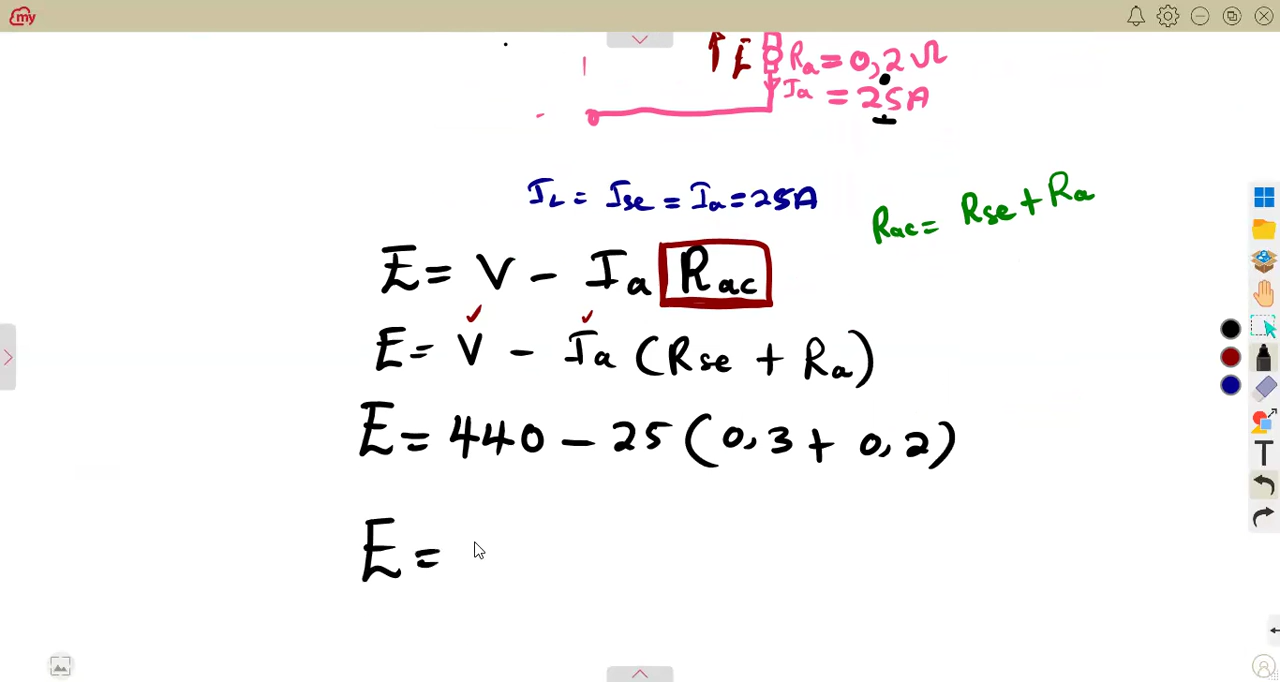 my
E Ra = 0,2 Ω
Ia = 25A
IL = Ise = Ia = 25A
Rac = Rse + Ra
E = V - Ia Rac
E = V - Ia (Rse + Ra)
E = 440 - 25 (0,3 + 0,2)
E =
T